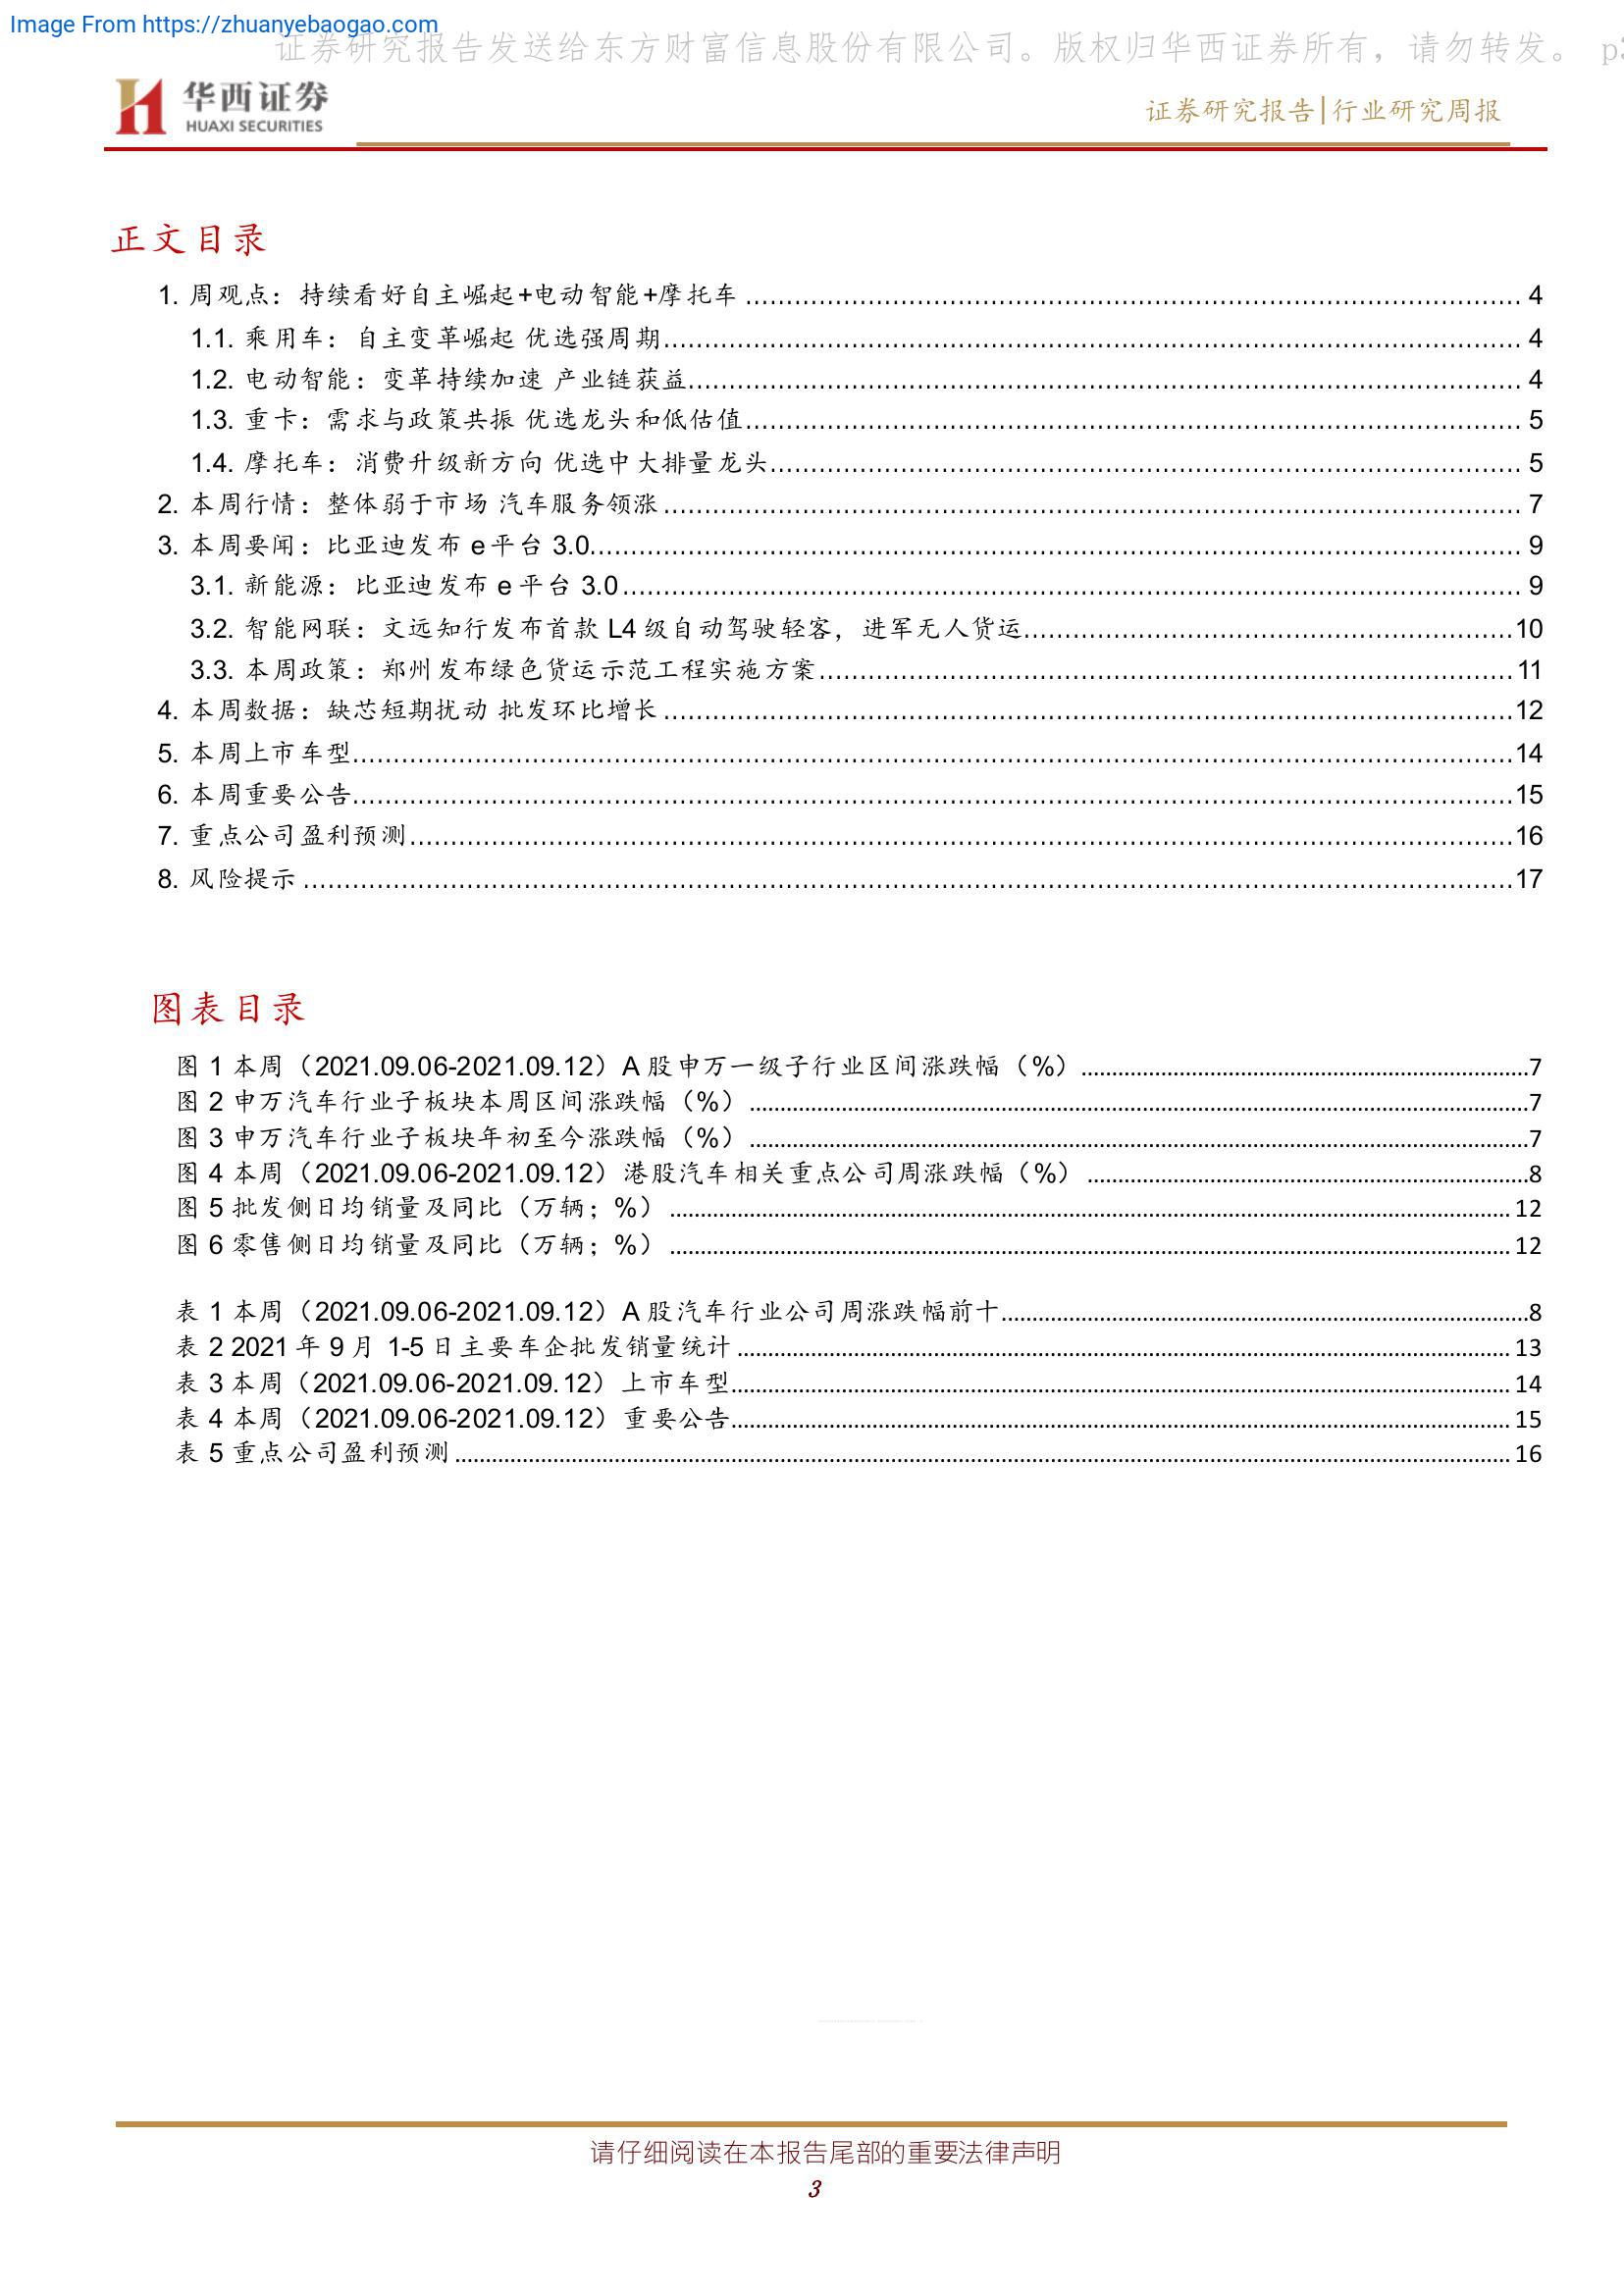 Image From https://zhuanyebaogao.com
证券研究报告发送给东方财富信息股份有限公司。版权归华西证券所有，请勿转发。 p3
华西证券
HUAXI SECURITIES
证券研究报告|行业研究周报
正文目录
1. 周观点：持续看好自主崛起+电动智能+摩托车 4
1.1. 乘用车：自主变革崛起 优选强周期 4
1.2. 电动智能：变革持续加速 产业链获益 4
1.3. 重卡：需求与政策共振 优选龙头和低估值 5
1.4. 摩托车：消费升级新方向 优选中大排量龙头 5
2. 本周行情：整体弱于市场 汽车服务领涨 7
3. 本周要闻：比亚迪发布 e平台 3.0 9
3.1. 新能源：比亚迪发布 e 平台 3.0 9
3.2. 智能网联：文远知行发布首款 L4 级自动驾驶轻客，进军无人货运 10
3.3. 本周政策：郑州发布绿色货运示范工程实施方案 11
4. 本周数据：缺芯短期扰动 批发环比增长 12
5. 本周上市车型 14
6. 本周重要公告 15
7. 重点公司盈利预测 16
8. 风险提示 17
图表目录
图 1 本周（2021.09.06-2021.09.12）A 股申万一级子行业区间涨跌幅（%） 7
图 2 申万汽车行业子板块本周区间涨跌幅（%） 7
图 3 申万汽车行业子板块年初至今涨跌幅（%） 7
图 4 本周（2021.09.06-2021.09.12）港股汽车相关重点公司周涨跌幅（%） 8
图 5 批发侧日均销量及同比（万辆；%） 12
图 6 零售侧日均销量及同比（万辆；%） 12
表 1 本周（2021.09.06-2021.09.12）A 股汽车行业公司周涨跌幅前十 8
表 2 2021 年 9 月 1-5 日主要车企批发销量统计 13
表 3 本周（2021.09.06-2021.09.12）上市车型 14
表 4 本周（2021.09.06-2021.09.12）重要公告 15
表 5 重点公司盈利预测 16
请仔细阅读在本报告尾部的重要法律声明
3